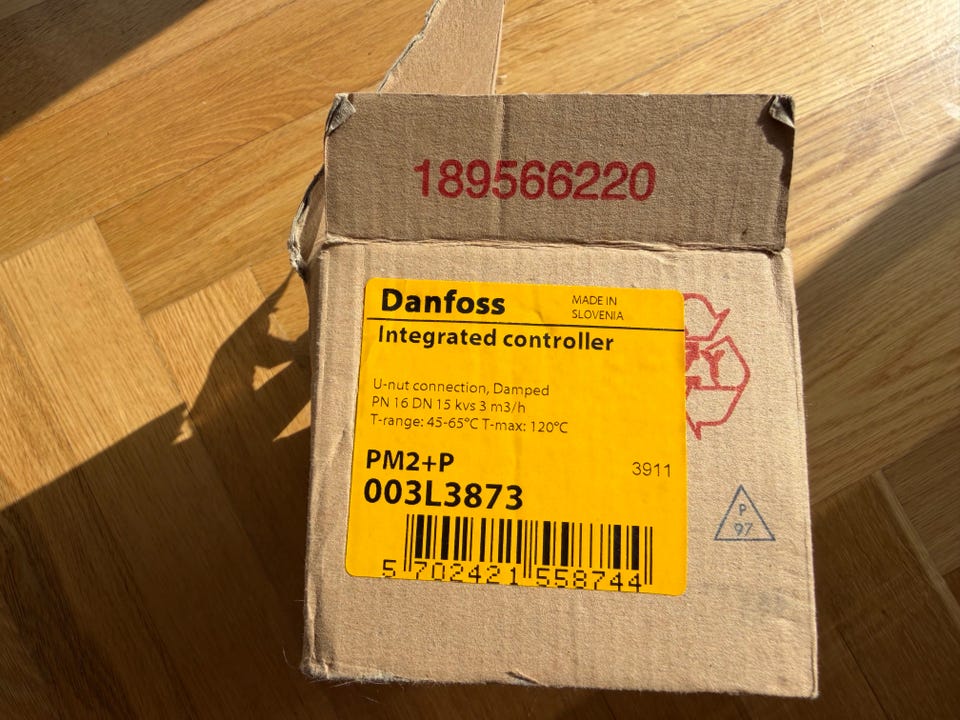 189566220
Danfoss
MADE IN
SLOVENIA
Integrated controller
U-nut connection, Damped
PN 16 DN 15 kvs 3 m3/h
T-range: 45-65°C T-max: 120°C
PM2+P
3911
003L3873
5 702421 558744
P
97